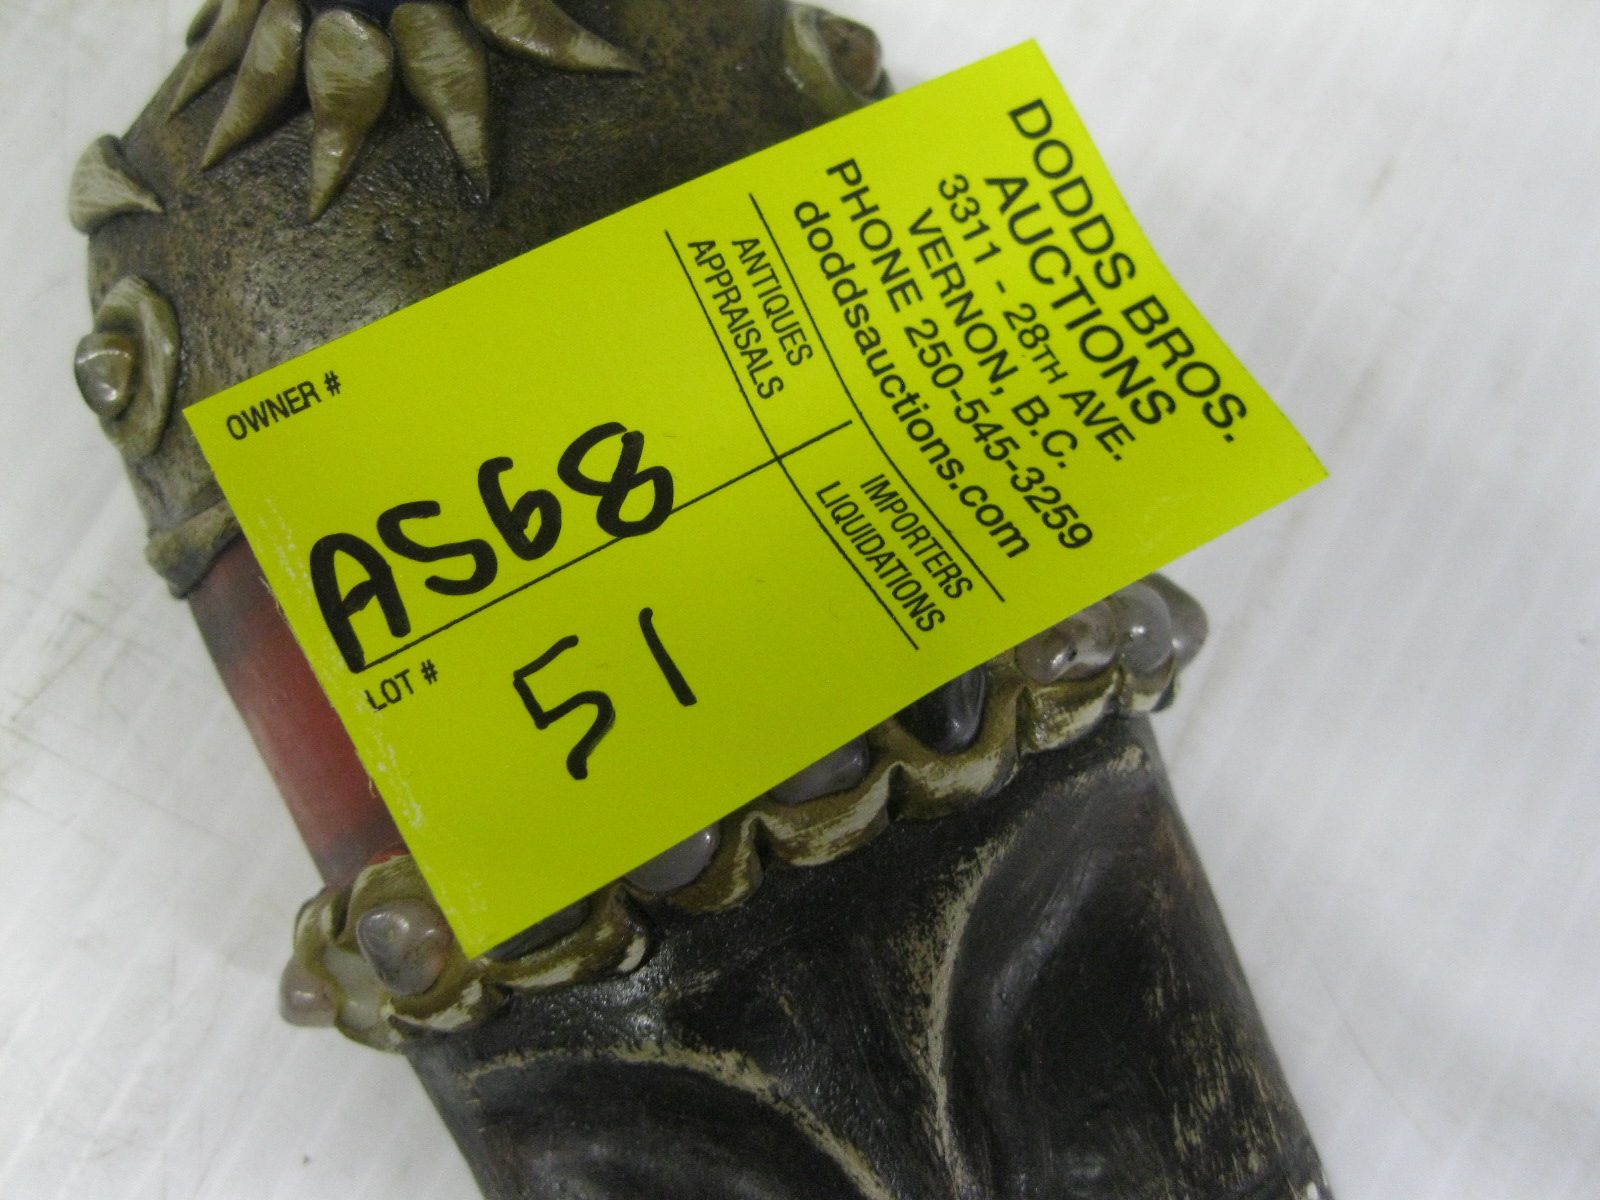 DODDS BROS.
AUCTIONS
3311 - 28TH AVE.
VERNON, B.C.
PHONE 250-545-3259
doddsauctions.com
ANTIQUES
APPRAISALS
IMPORTERS
LIQUIDATIONS
OWNER #
AS68
LOT #
51